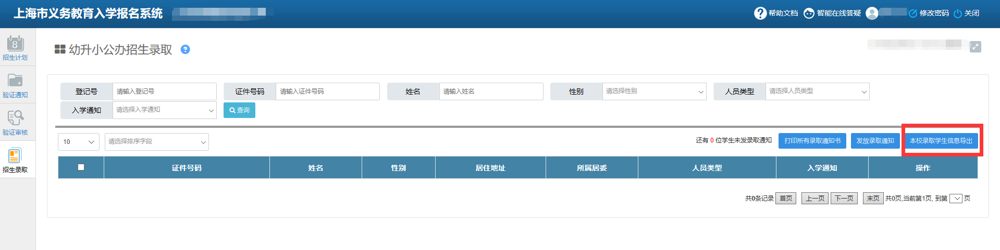 上海市义务教育入学报名系统
帮助文档 智能在线答疑 修改密码 关闭
8
招生计划
验证通知
验证审核
招生录取
幼升小公办招生录取 ?
登记号 请输入登记号 证件号码 请输入证件号码 姓名 请输入姓名 性别 请选择性别 人员类型 请选择人员类型
入学通知 请选择入学通知 查询
10 请选择排序字段 还有 0 位学生未发录取通知 打印所有录取通知书 发放录取通知 本校录取学生信息导出
证件号码 姓名 性别 居住地址 所属居委 人员类型 入学通知 操作
共0条记录 首页 上一页 下一页 末页 共0页,当前第1页, 到第 页